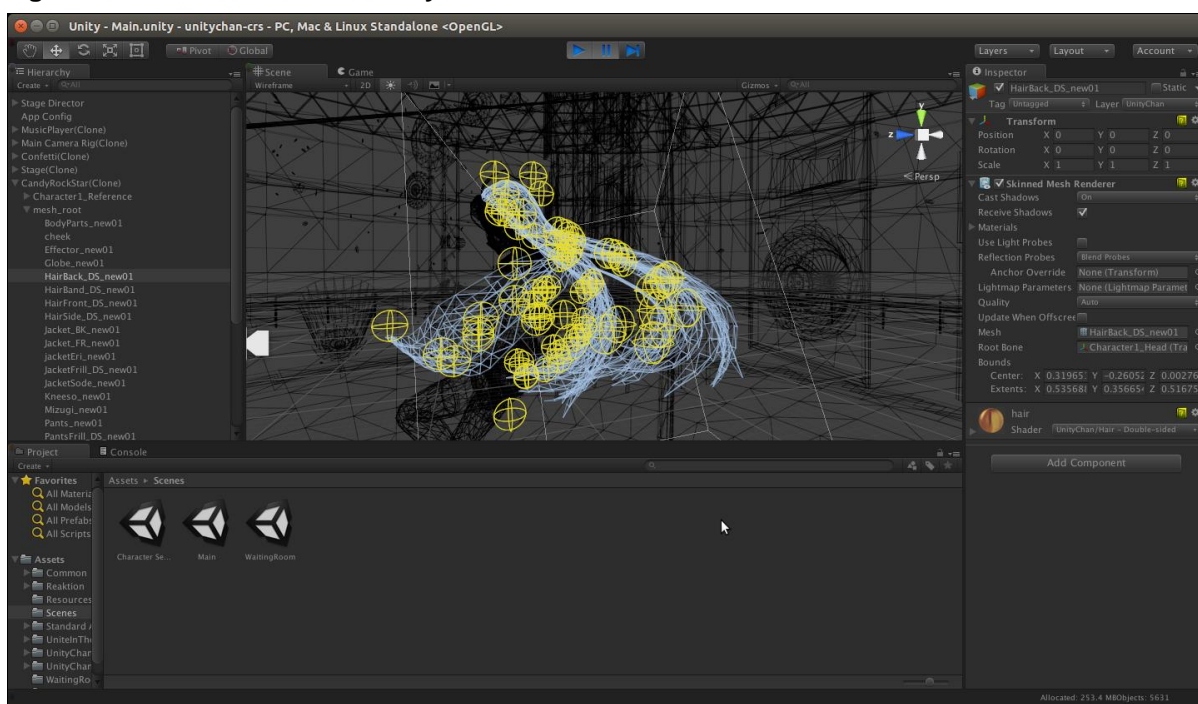 Unity - Main.unity - unitychan-crs - PC, Mac & Linux Standalone <OpenGL>
Pivot Global Layers Layout Account
Hierarchy
Create All
Stage Director
App Config
MusicPlayer(Clone)
Main Camera Rig(Clone)
Confetti(Clone)
Stage(Clone)
CandyRockStar(Clone)
Character1_Reference
mesh_root
BodyParts_new01
cheek
Effector_new01
Globe_new01
HairBack_DS_new01
HairBand_DS_new01
HairFront_DS_new01
HairSide_DS_new01
Jacket_BK_new01
Jacket_FR_new01
jacketEri_new01
JacketFrill_DS_new01
JacketSode_new01
Kneeso_new01
Mizugi_new01
Pants_new01
PantsFrill_DS_new01
Scene Game
Wireframe 2D Gizmos All
y
z
Persp
Inspector
HairBack_DS_new01 Static
Tag Untagged Layer UnityChan
Transform
Position X 0 Y 0 Z 0
Rotation X 0 Y 0 Z 0
Scale X 1 Y 1 Z 1
Skinned Mesh Renderer
Cast Shadows On
Receive Shadows
Materials
Use Light Probes
Reflection Probes Blend Probes
Anchor Override None (Transform)
Lightmap Parameters None (Lightmap Paramet
Quality Auto
Update When Offscree
Mesh HairBack_DS_new01
Root Bone Character1_Head (Tra
Bounds
Center: X 0.31965 Y -0.26052 Z 0.00276
Extents: X 0.53568 Y 0.35665 Z 0.51675
hair
Shader UnityChan/Hair - Double-sided
Add Component
Project Console
Create
Favorites
All Materia
All Models
All Prefabs
All Scripts
Assets
Common
Reaktion
Resources
Scenes
Standard A
UniteInTh
UnityChar
UnityChar
WaitingRo
Assets Scenes
Character Se... Main WaitingRoom
Allocated: 253.4 MBObjects: 5631